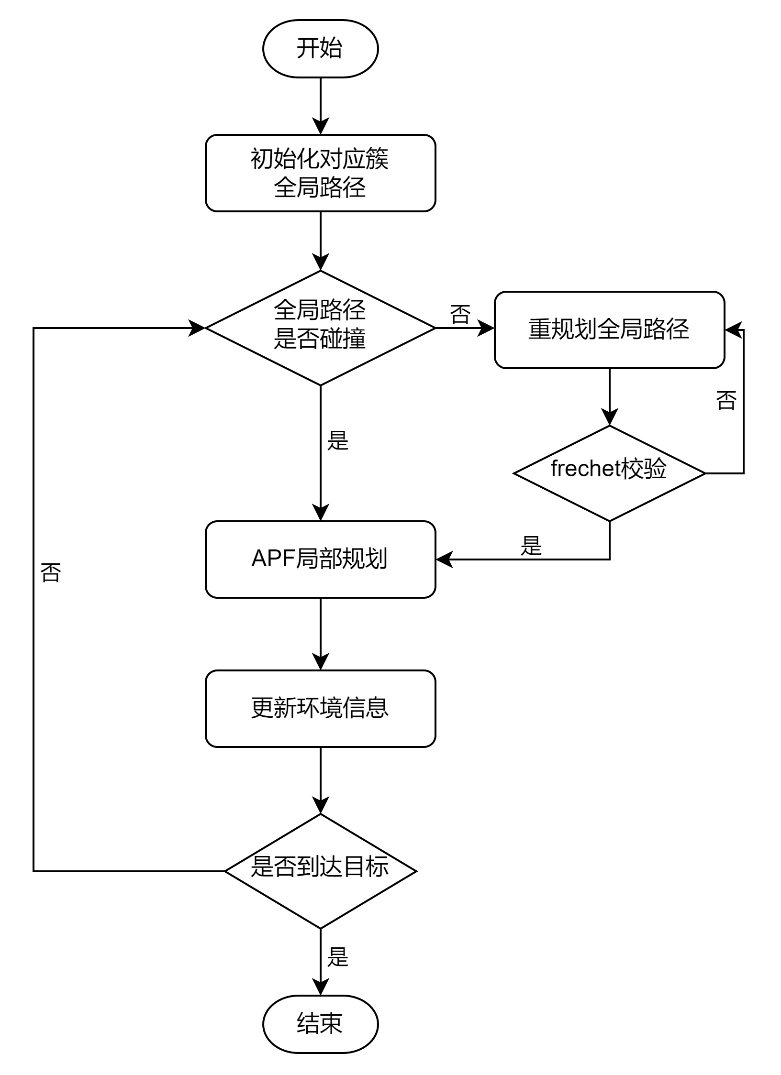 开始
初始化对应簇
全局路径
全局路径
是否碰撞
否
重规划全局路径
否
是
frechet校验
是
APF局部规划
否
更新环境信息
是否到达目标
是
结束